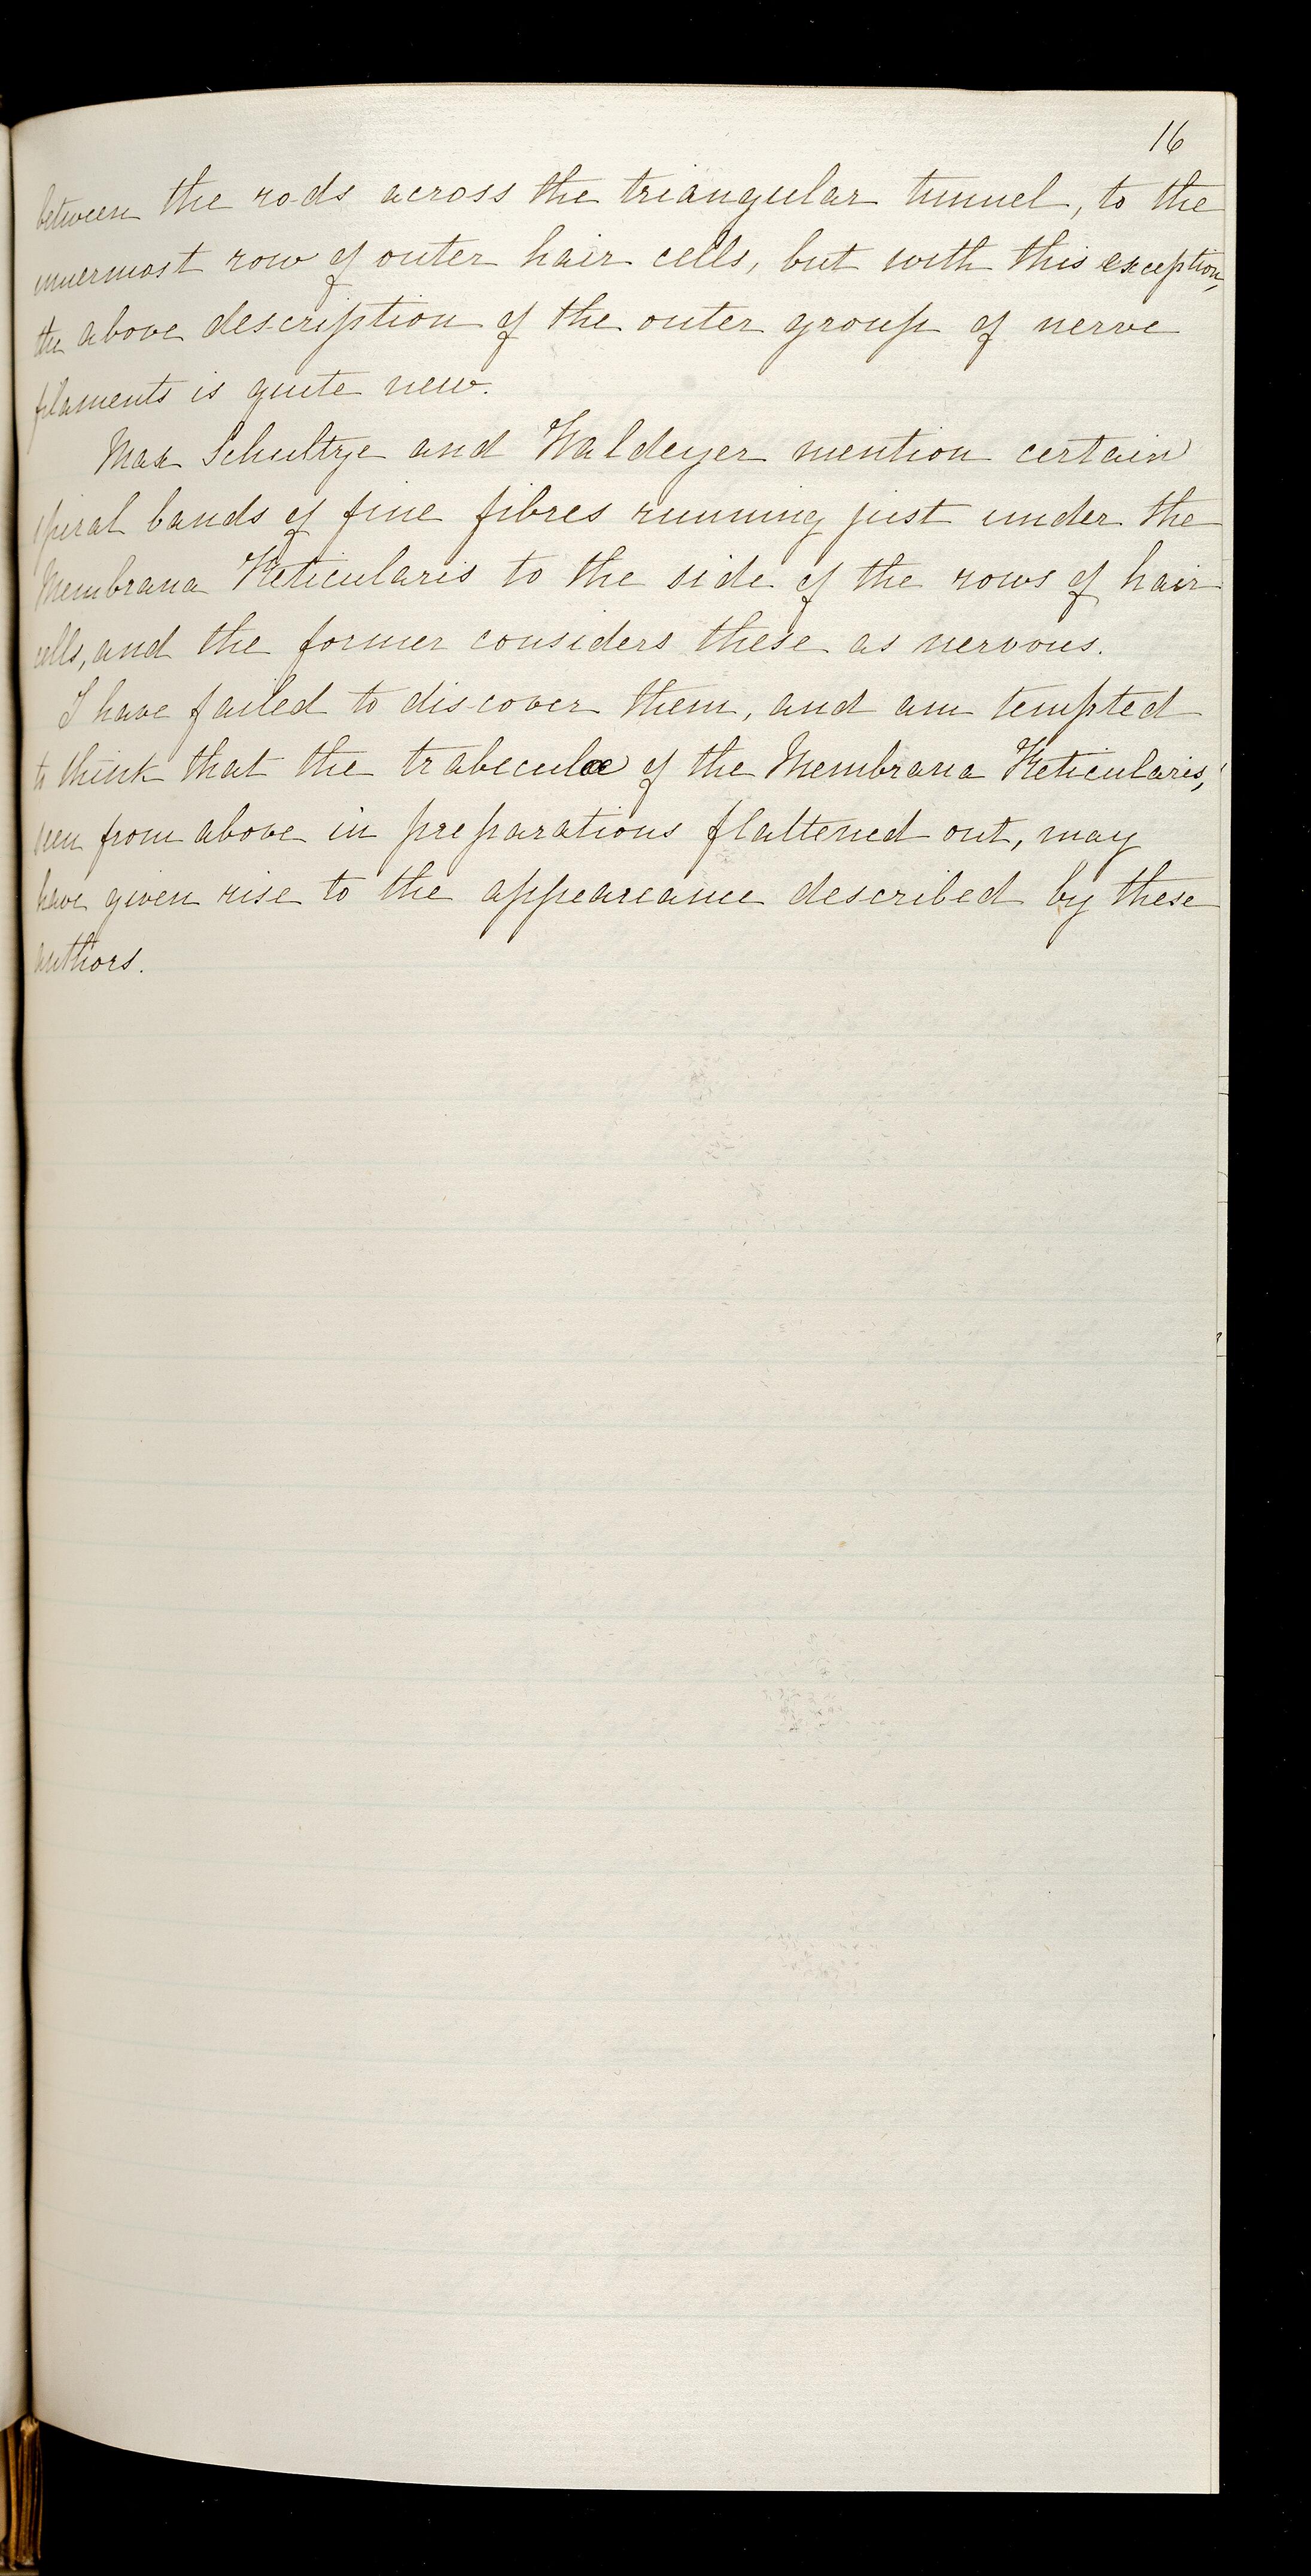 16
between the rods across the triangular tunnel, to the
innermost row of outer hair cells, but with this exception,
the above description of the outer group of nerve
filaments is quite new.
Max Schultze and Waldeyer mention certain
spiral bands of fine fibres running just under the
Membrana Reticularis to the side of the rows of hair
cells, and the former considers these as nervous.
I have failed to discover them, and am tempted
to think that the trabeculæ of the Membrana Reticularis,
seen from above in preparations flattened out, may
have given rise to the appearance described by these
authors.